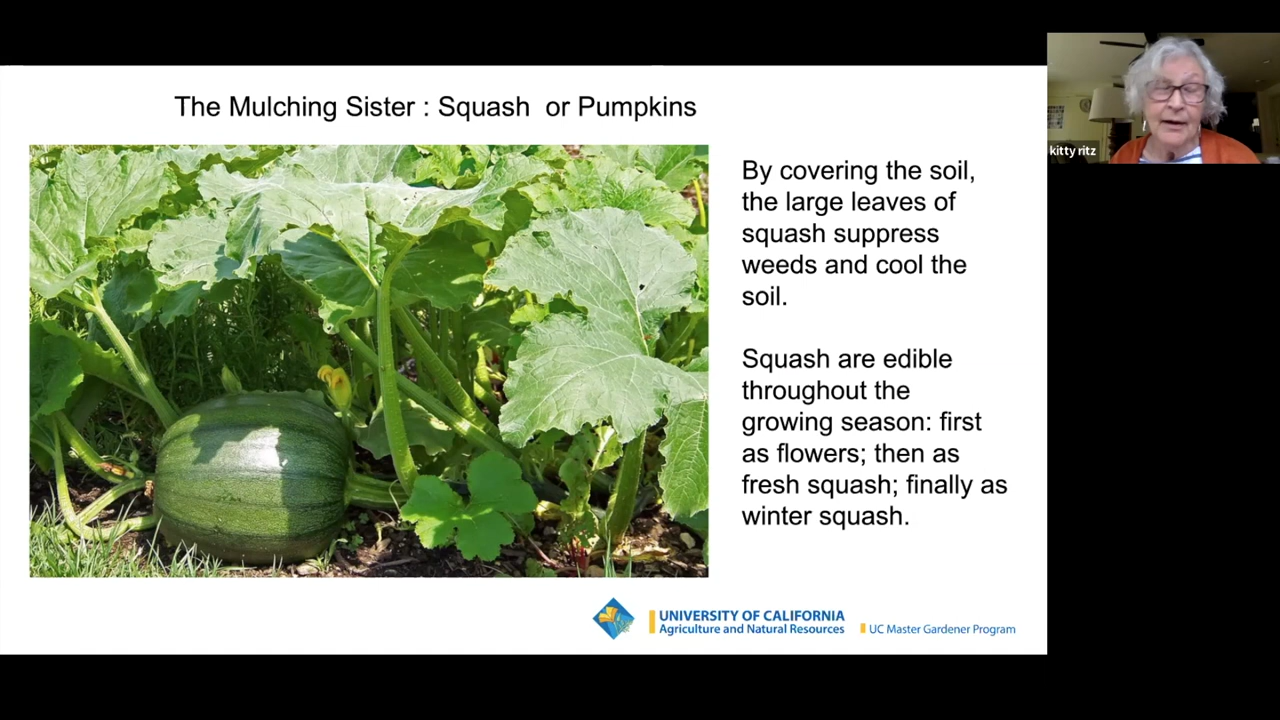 The Mulching Sister : Squash  or Pumpkins
kitty ritz
By covering the soil,
the large leaves of
squash suppress
weeds and cool the
soil.
Squash are edible
throughout the
growing season: first
as flowers; then as
fresh squash; finally as
winter squash.
UNIVERSITY OF CALIFORNIA
Agriculture and Natural Resources
UC Master Gardener Program